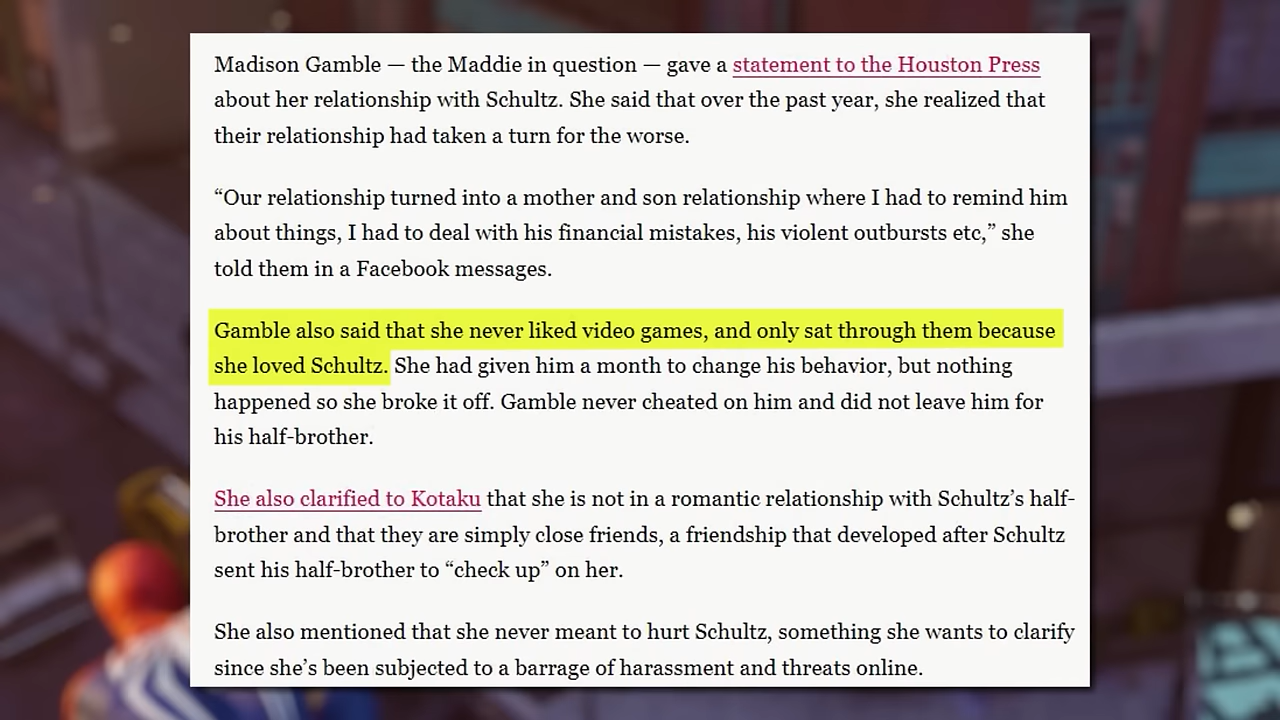 Madison Gamble — the Maddie in question — gave a statement to the Houston Press
about her relationship with Schultz. She said that over the past year, she realized that
their relationship had taken a turn for the worse.
“Our relationship turned into a mother and son relationship where I had to remind him
about things, I had to deal with his financial mistakes, his violent outbursts etc,” she
told them in a Facebook messages.
Gamble also said that she never liked video games, and only sat through them because
she loved Schultz. She had given him a month to change his behavior, but nothing
happened so she broke it off. Gamble never cheated on him and did not leave him for
his half-brother.
She also clarified to Kotaku that she is not in a romantic relationship with Schultz’s half-
brother and that they are simply close friends, a friendship that developed after Schultz
sent his half-brother to “check up” on her.
She also mentioned that she never meant to hurt Schultz, something she wants to clarify
since she’s been subjected to a barrage of harassment and threats online.